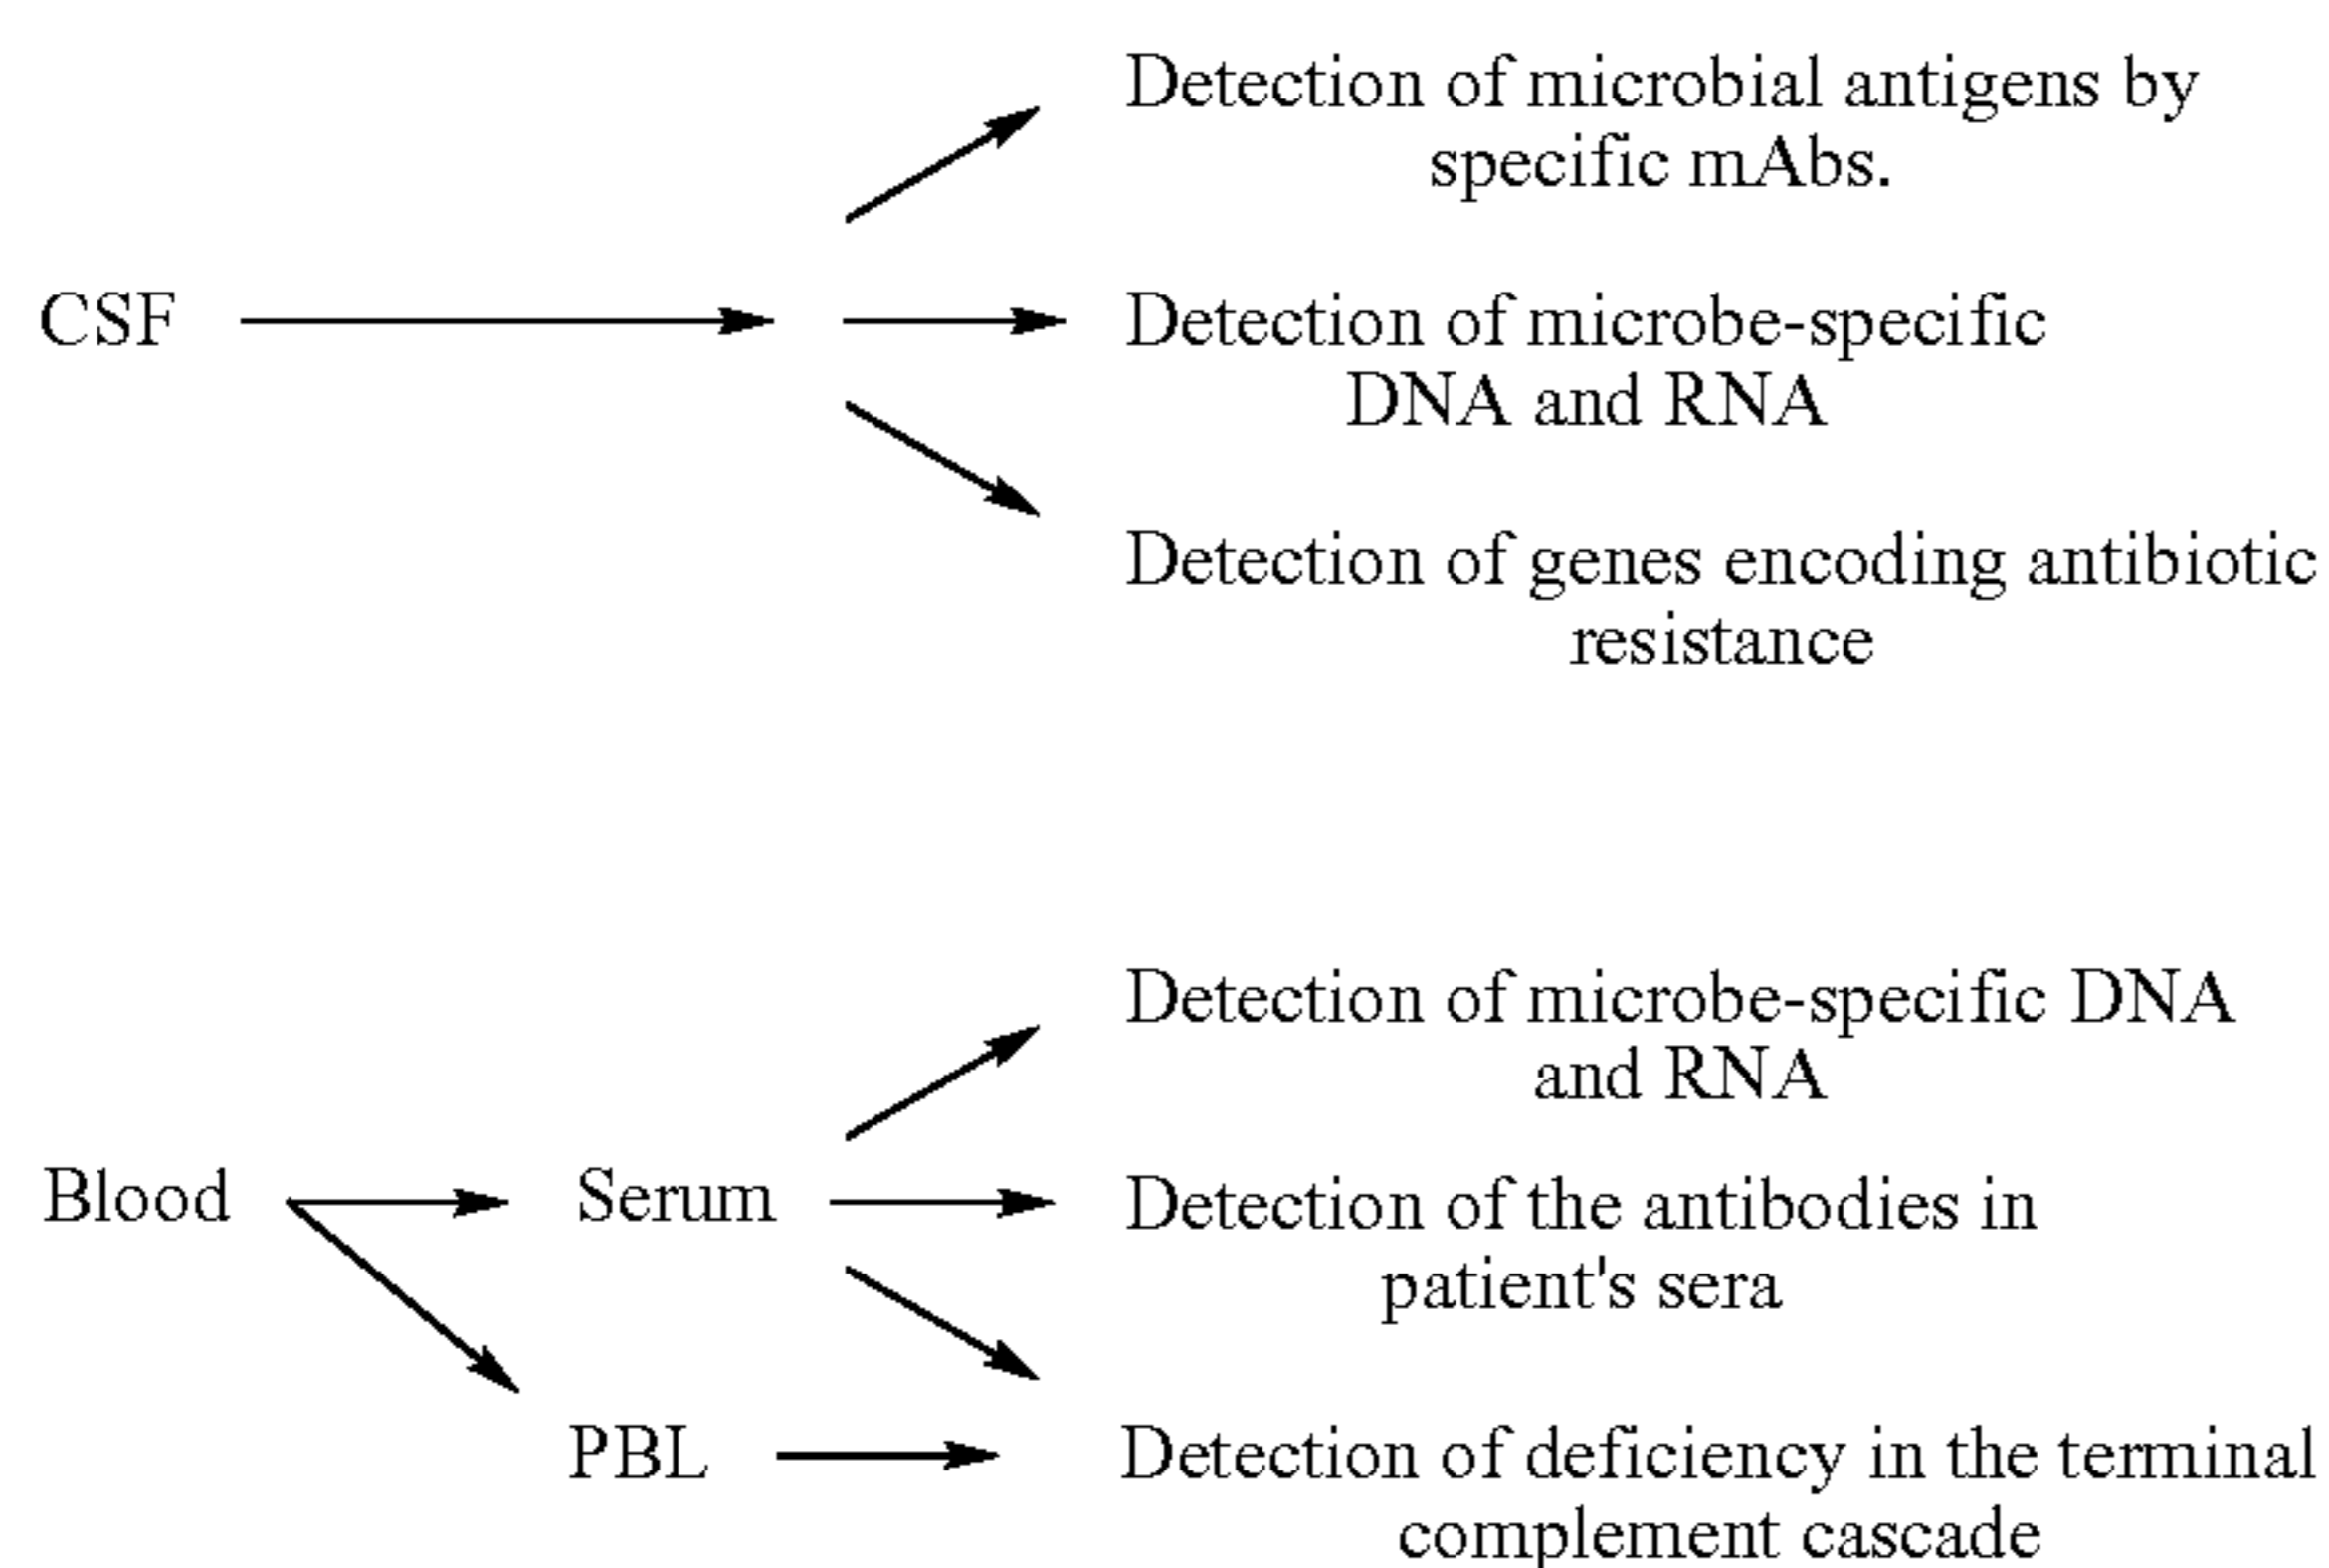 Detection of microbial antigens by
specific mAbs.
CSF
Detection of microbe-specific
DNA and RNA
Detection of genes encoding antibiotic
resistance
Detection of microbe-specific DNA
and RNA
Blood
Serum
Detection of the antibodies in
patient's sera
PBL
Detection of deficiency in the terminal
complement cascade